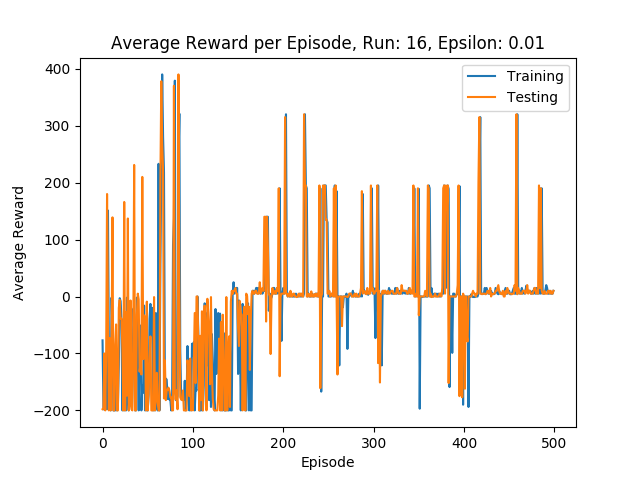 Average Reward per Episode, Run: 16, Epsilon: 0.01
Training
Testing
400
300
200
100
0
−100
−200
Average Reward
0
100
200
300
400
500
Episode